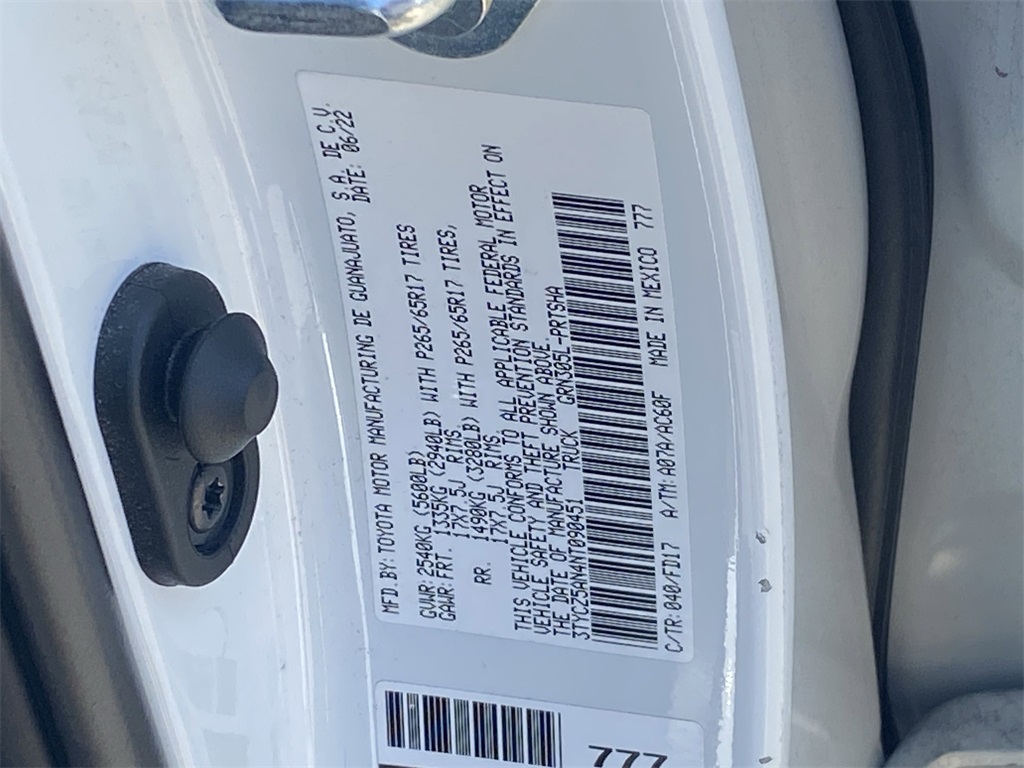 MFD.BY:TOYOTA MOTOR MANUFACTURING DE GUANAJUATO, S.A. DE C.V.
DATE: 06/22
GVWR:2540KG (5600LB)
GAWR:FRT. 1335KG (2940LB) WITH P265/65R17 TIRES
17X7.5J RIMS.
RR. 1490KG (3280LB) WITH P265/65R17 TIRES,
17X7.5J RIMS.
THIS VEHICLE CONFORMS TO ALL APPLICABLE FEDERAL MOTOR
VEHICLE SAFETY AND THEFT PREVENTION STANDARDS IN EFFECT ON
THE DATE OF MANUFACTURE SHOWN ABOVE.
3TYCZ5AN4NT090451 TRUCK GRN305L-PRTSHA
C/TR:040/FD17 A/TM:A07A/AC60F MADE IN MEXICO 777
777